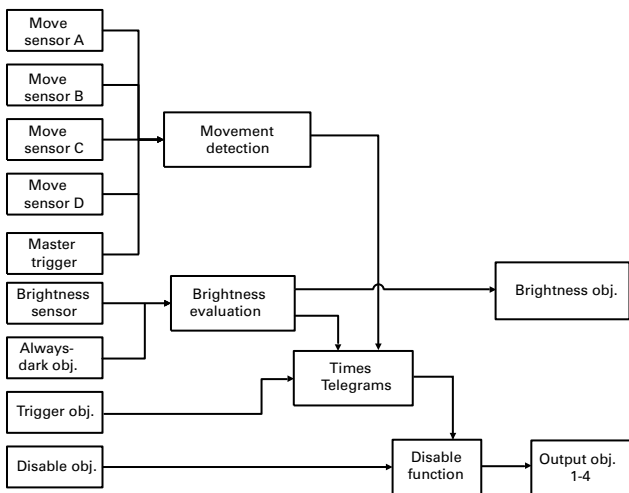 Move
sensor A
Move
sensor B
Move
sensor C
Move
sensor D
Master
trigger
Movement
detection
Brightness
sensor
Always-
dark obj.
Brightness
evaluation
Brightness obj.
Trigger obj.
Times
Telegrams
Disable obj.
Disable
function
Output obj.
1-4